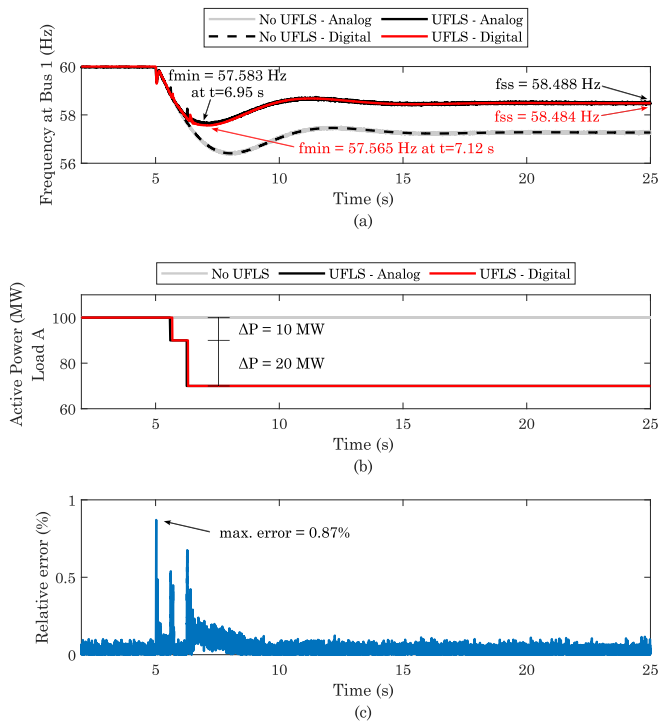 No UFLS - Analog
UFLS - Analog
No UFLS - Digital
UFLS - Digital
Frequency at Bus 1 (Hz)
60
58
56
fmin = 57.583 Hz
at t=6.95 s
fss = 58.488 Hz
fss = 58.484 Hz
fmin = 57.565 Hz at t=7.12 s
5
10
15
20
25
Time (s)
(a)
No UFLS
UFLS - Analog
UFLS - Digital
Active Power (MW)
Load A
100
80
60
ΔP = 10 MW
ΔP = 20 MW
5
10
15
20
25
Time (s)
(b)
Relative error (%)
1
0.5
0
max. error = 0.87%
5
10
15
20
25
Time (s)
(c)